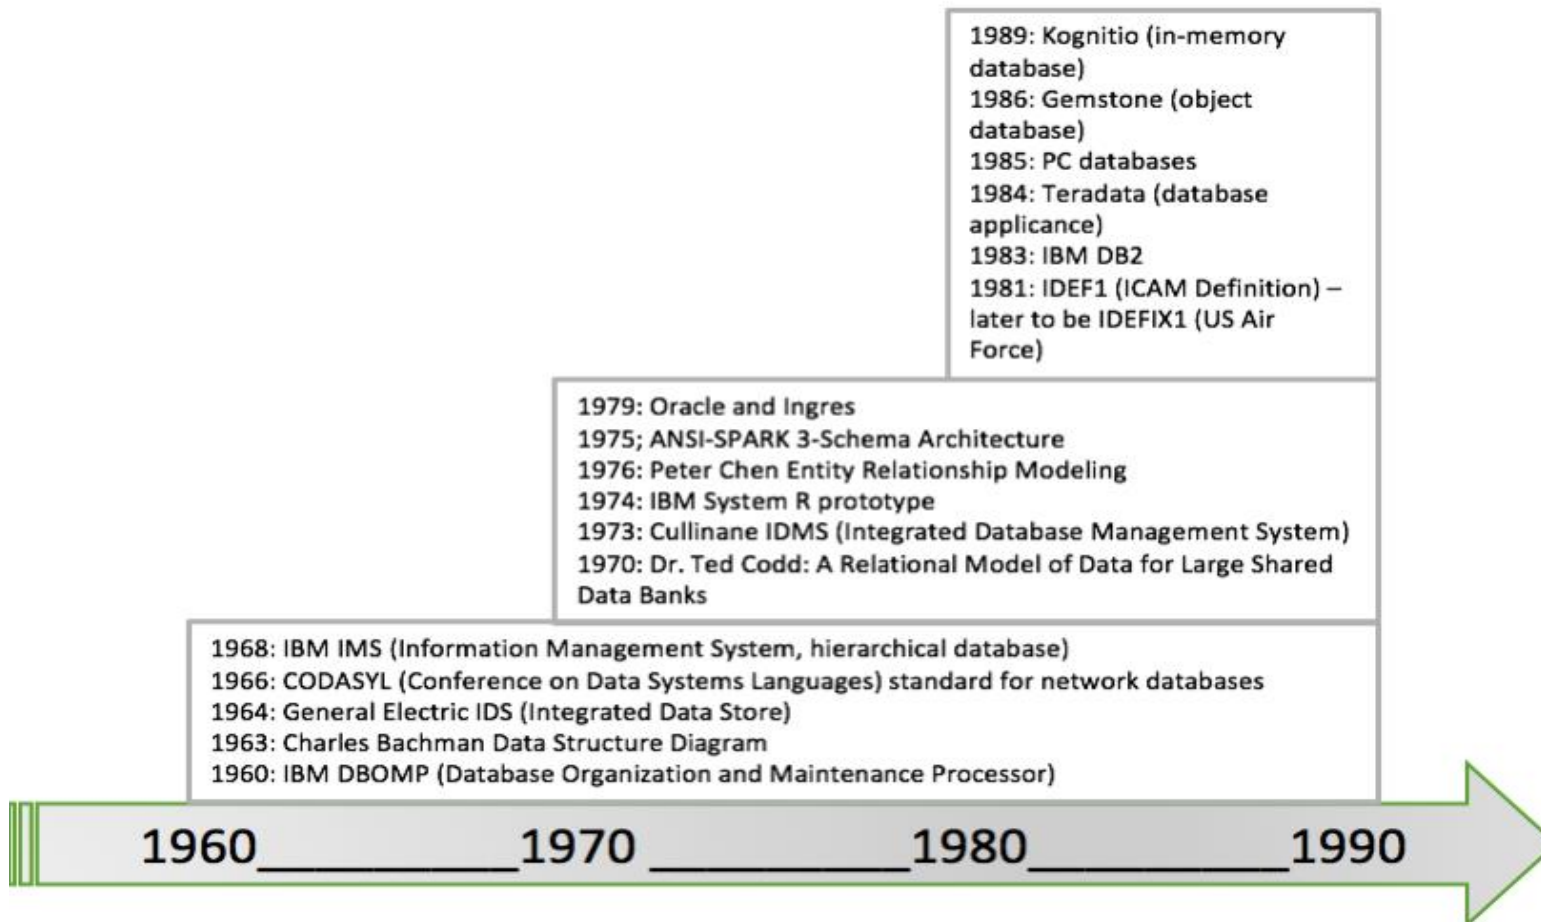 1989: Kognitio (in-memory
database)
1986: Gemstone (object
database)
1985: PC databases
1984: Teradata (database
applicance)
1983: IBM DB2
1981: IDEF1 (ICAM Definition) –
later to be IDEFIX1 (US Air
Force)
1979: Oracle and Ingres
1975; ANSI-SPARK 3-Schema Architecture
1976: Peter Chen Entity Relationship Modeling
1974: IBM System R prototype
1973: Cullinane IDMS (Integrated Database Management System)
1970: Dr. Ted Codd: A Relational Model of Data for Large Shared
Data Banks
1968: IBM IMS (Information Management System, hierarchical database)
1966: CODASYL (Conference on Data Systems Languages) standard for network databases
1964: General Electric IDS (Integrated Data Store)
1963: Charles Bachman Data Structure Diagram
1960: IBM DBOMP (Database Organization and Maintenance Processor)
1960_________1970 _________1980_________1990